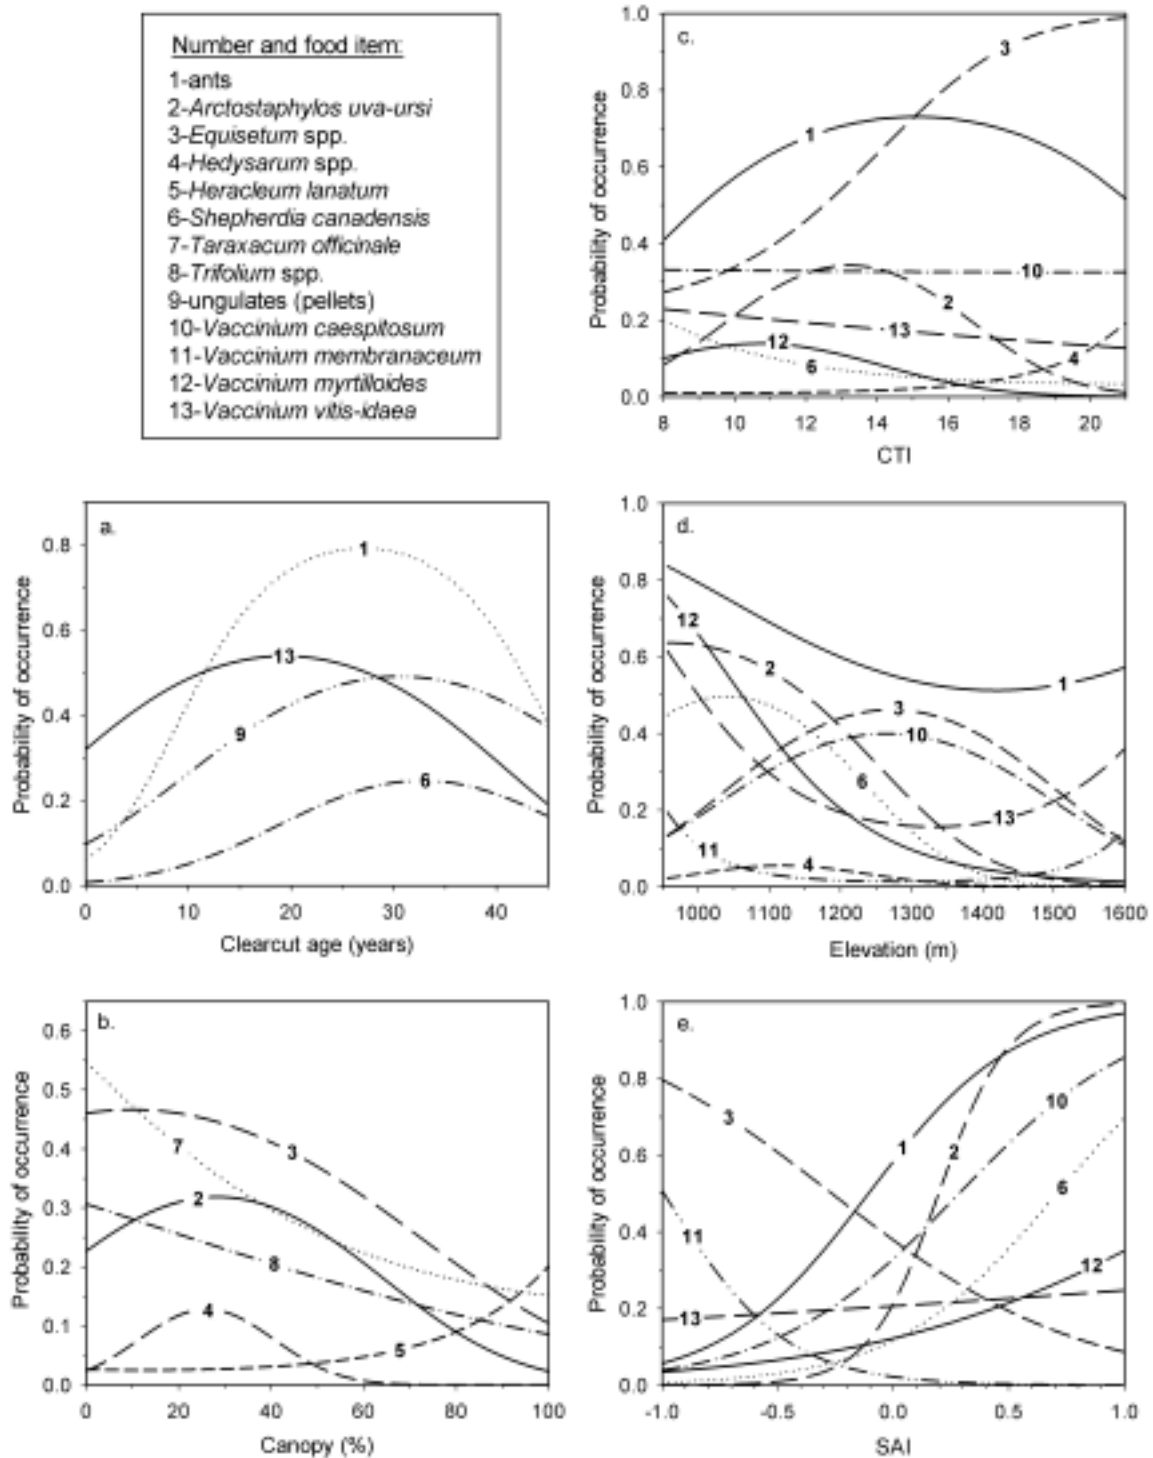 Number and food item:
1-ants
2-Arctostaphylos uva-ursi
3-Equisetum spp.
4-Hedysarum spp.
5-Heracleum lanatum
6-Shepherdia canadensis
7-Taraxacum officinale
8-Trifolium spp.
9-ungulates (pellets)
10-Vaccinium caespitosum
11-Vaccinium membranaceum
12-Vaccinium myrtilloides
13-Vaccinium vitis-idaea
c.
Probability of occurrence
1.0
0.8
0.6
0.4
0.2
0.0
3
1
10
2
13
12
6
4
8 10 12 14 16 18 20
CTI
a.
Probability of occurrence
0.8
0.6
0.4
0.2
0.0
1
13
9
6
0 10 20 30 40
Clearcut age (years)
d.
Probability of occurrence
1.0
0.8
0.6
0.4
0.2
0.0
12
2
1
3
10
6
13
11
4
1000 1100 1200 1300 1400 1500 1600
Elevation (m)
b.
Probability of occurrence
0.6
0.5
0.4
0.3
0.2
0.1
0.0
7
3
2
8
4
5
0 20 40 60 80 100
Canopy (%)
e.
Probability of occurrence
1.0
0.8
0.6
0.4
0.2
0.0
3
10
1
2
6
11
12
13
-1.0 -0.5 0.0 0.5 1.0
SAI